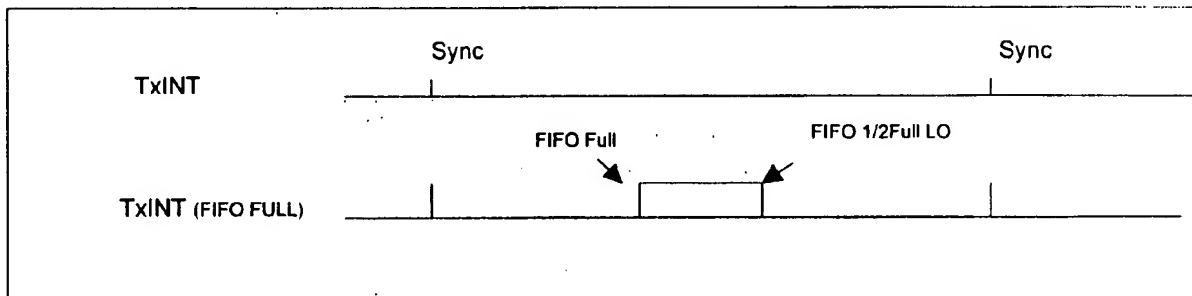 Sync Sync
TxINT
FIFO Full FIFO 1/2Full LO
TxINT (FIFO FULL)